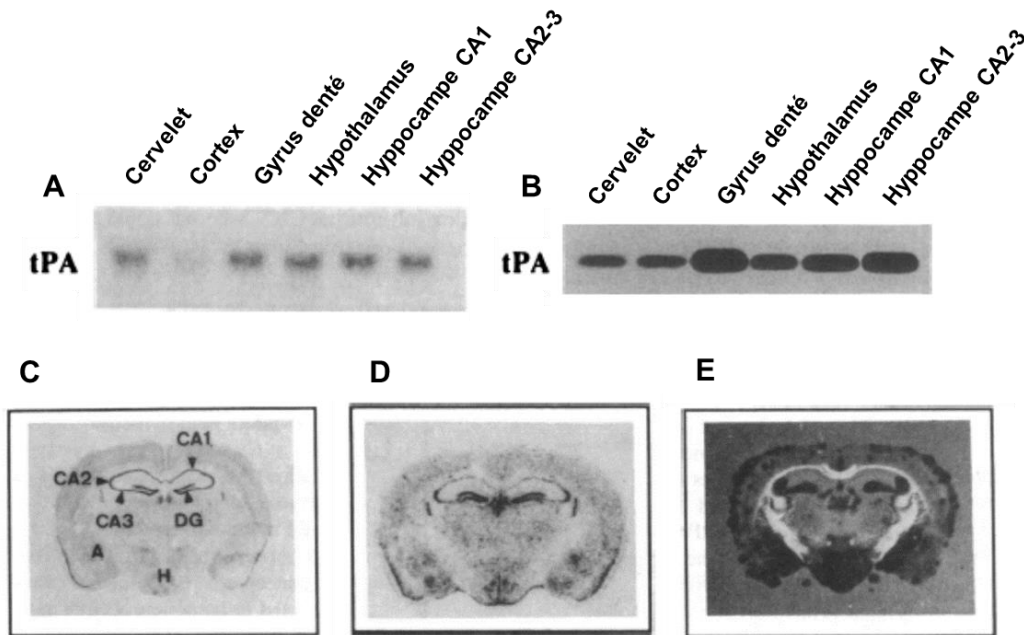 A
Cervelet
Cortex
Gyrus denté
Hypothalamus
Hyppocampe CA1
Hyppocampe CA2-3
tPA
B
Cervelet
Cortex
Gyrus denté
Hypothalamus
Hyppocampe CA1
Hyppocampe CA2-3
tPA
C
CA1
CA2
CA3
DG
A
H
D
E